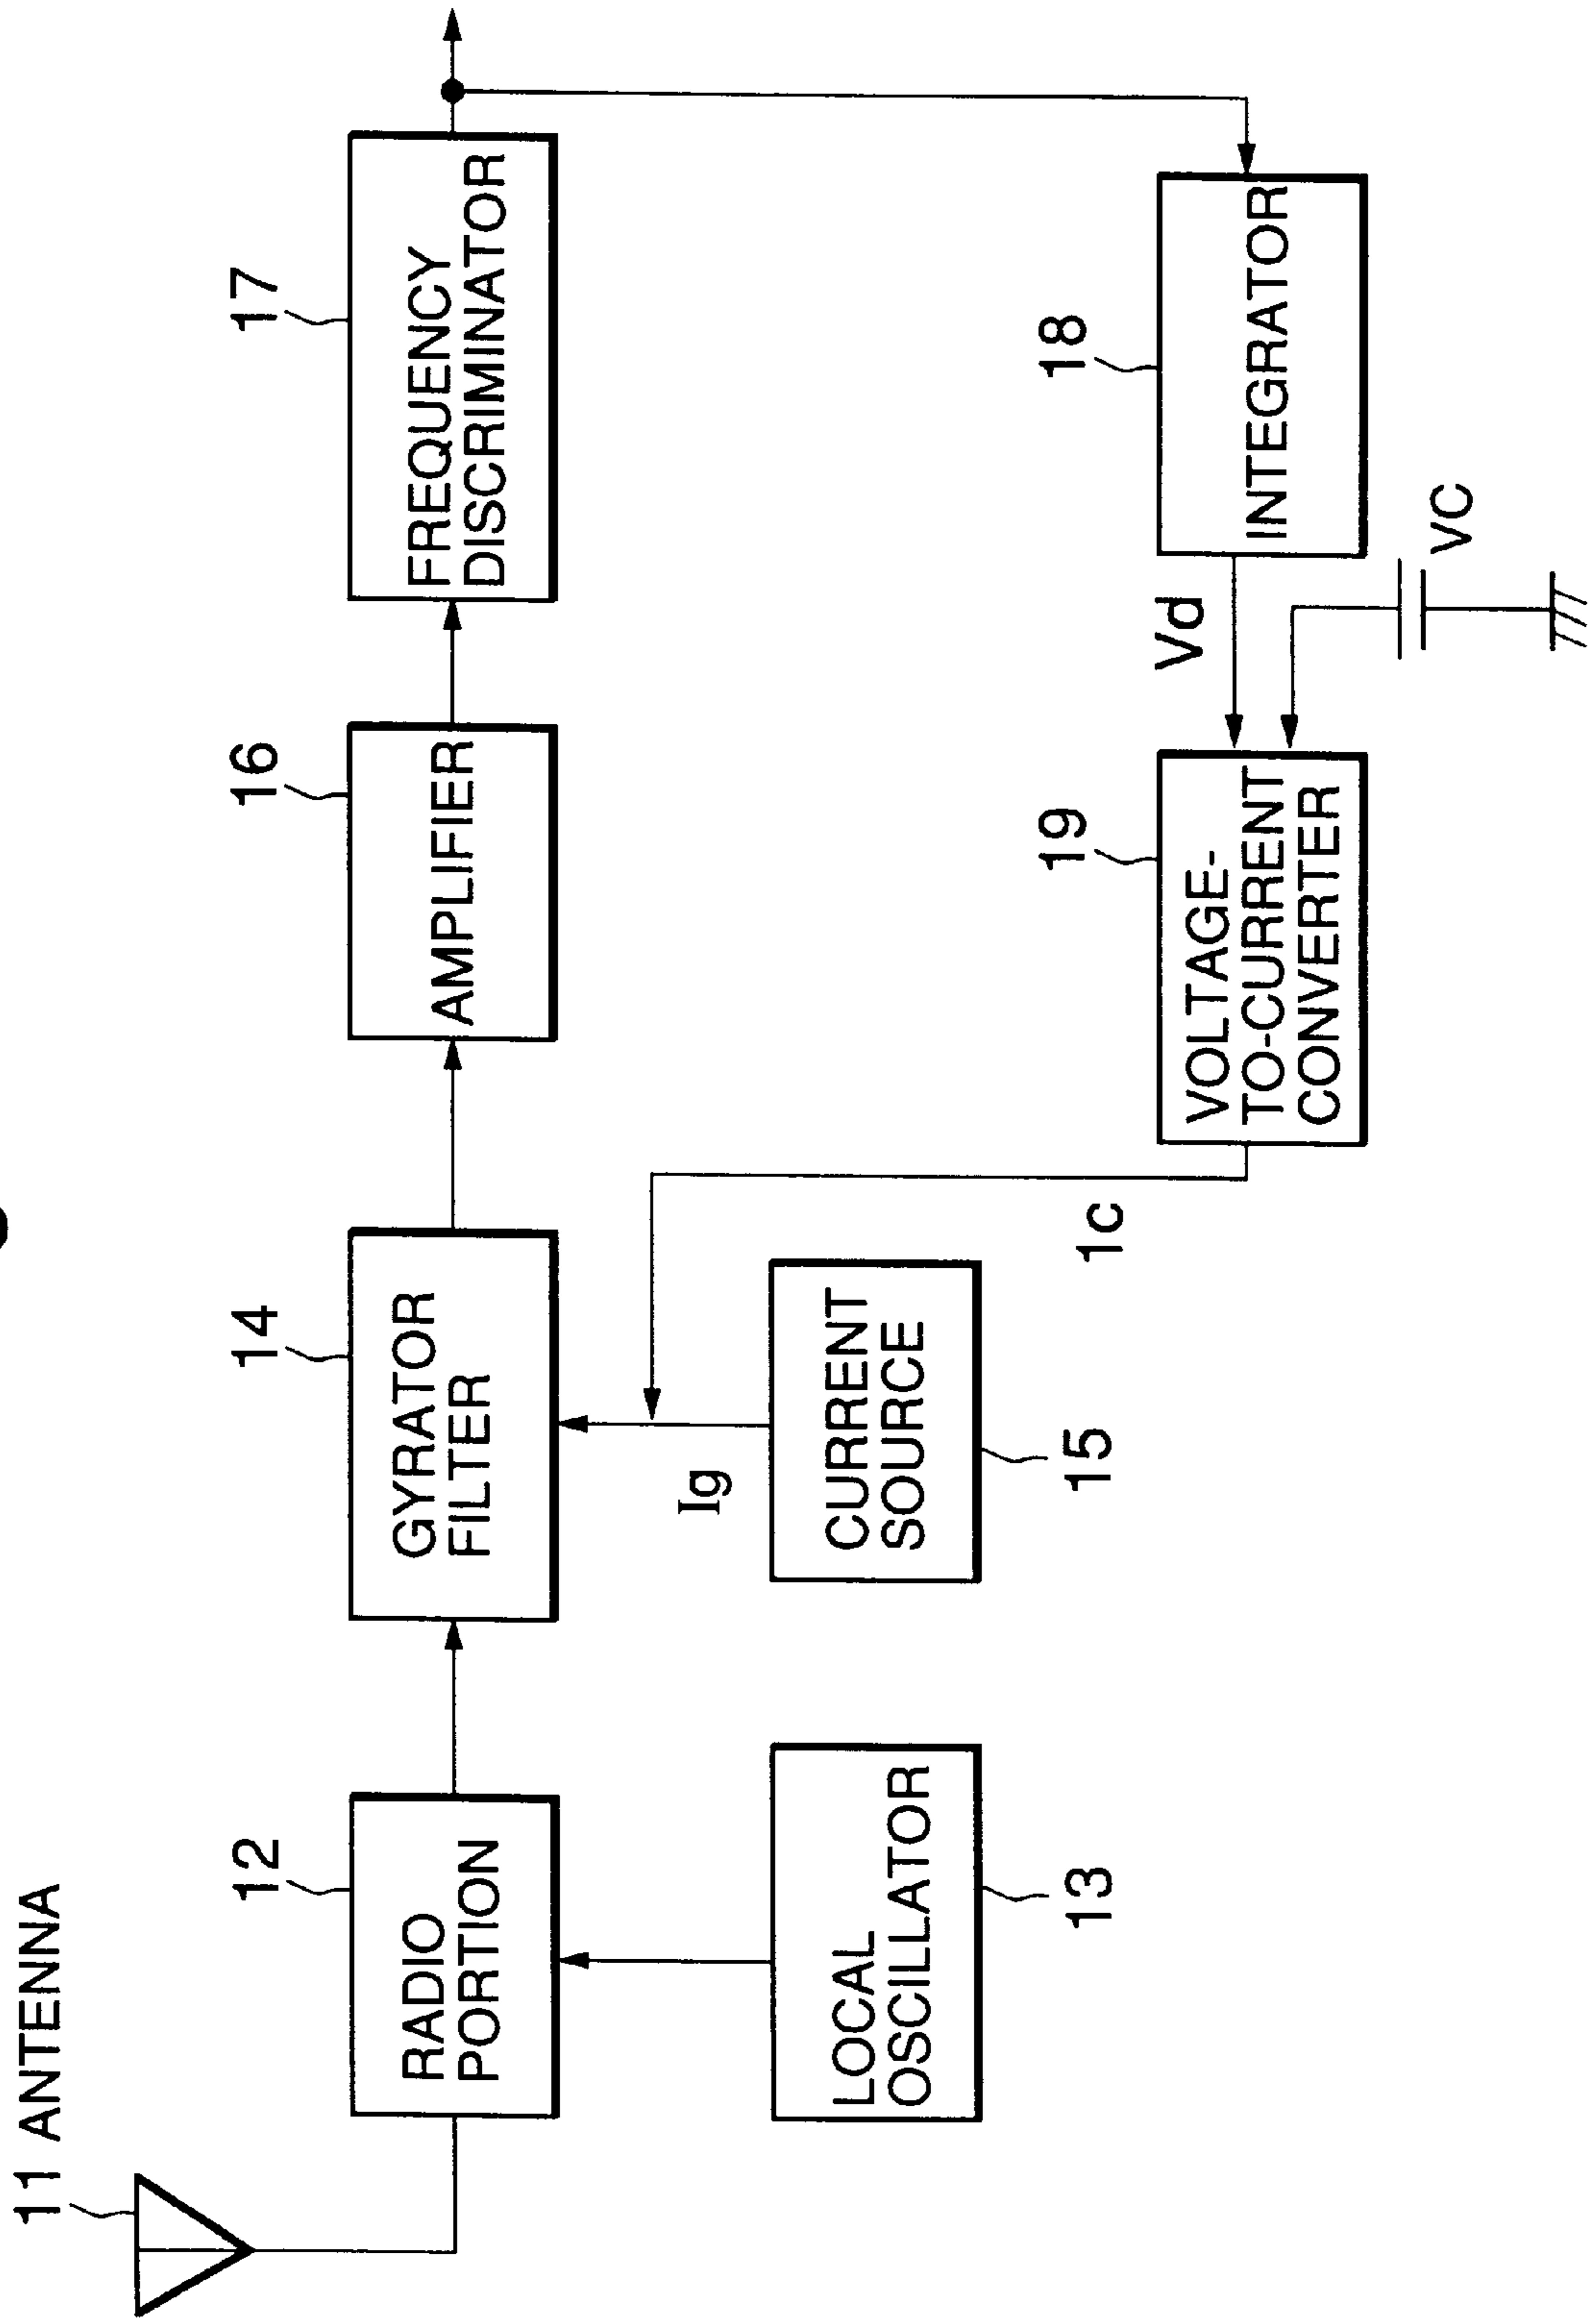 11 ANTENNA
12
RADIO
PORTION
14
GYRATOR
FILTER
16
AMPLIFIER
17
FREQUENCY
DISCRIMINATOR
LOCAL
OSCILLATOR
13
Ig
CURRENT
SOURCE
15
1c
19
VOLTAGE-
TO-CURRENT
CONVERTER
Vd
VC
18
INTEGRATOR